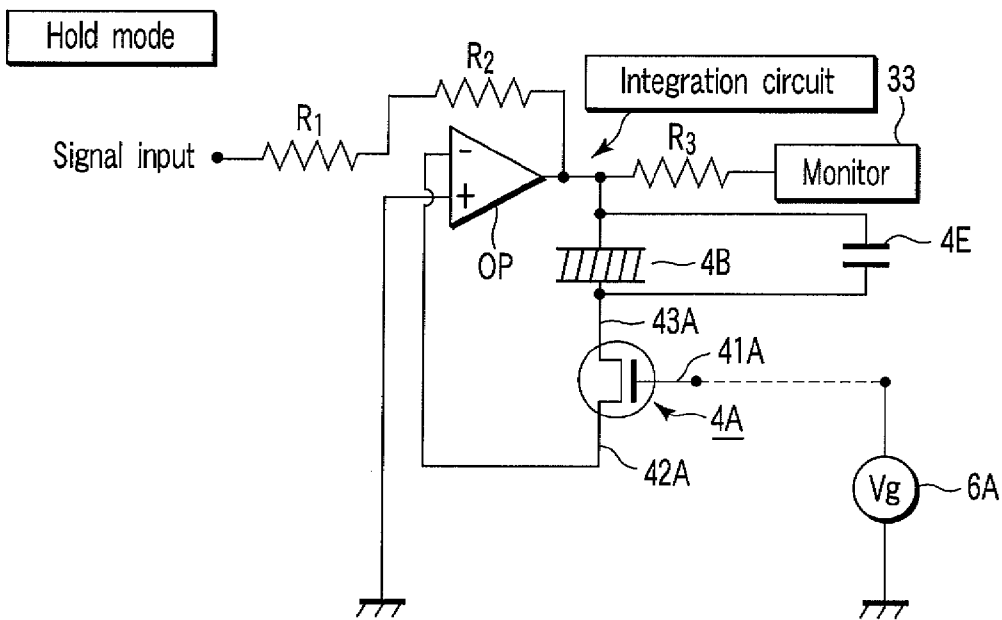 Hold mode
R2
Integration circuit
33
R1
R3
Signal input
Monitor
-
+
OP
4B
4E
43A
41A
4A
42A
Vg
6A